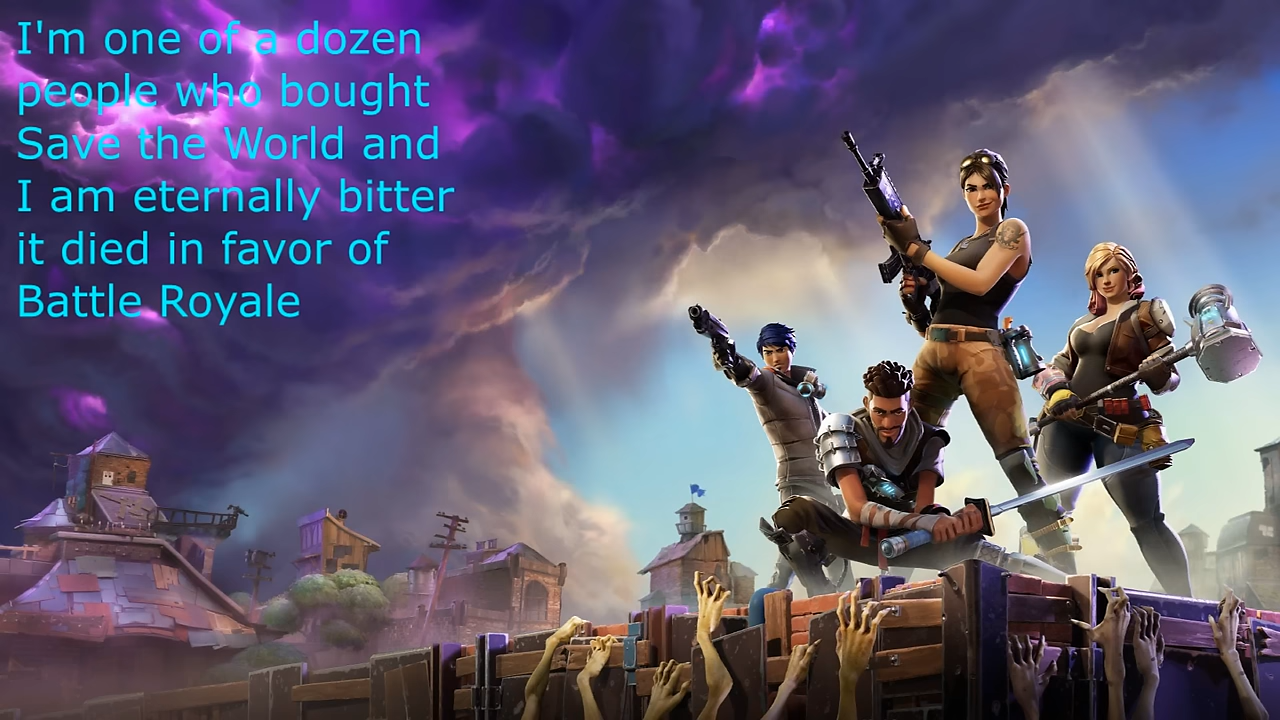 I'm one of a dozen
people who bought
Save the World and
I am eternally bitter
it died in favor of
Battle Royale